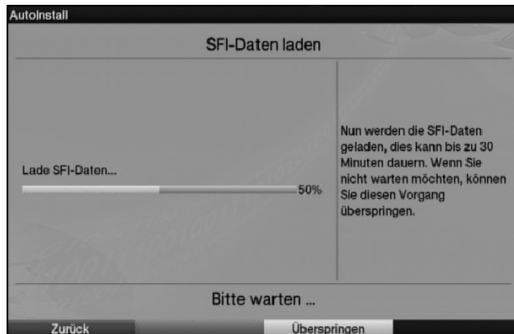 AutoInstall
SFI-Daten laden
Nun werden die SFI-Daten
geladen, dies kann bis zu 30
Minuten dauern. Wenn Sie
nicht warten möchten, können
Sie diesen Vorgang
überspringen.
Lade SFI-Daten...
50%
Bitte warten ...
Zurück
Überspringen